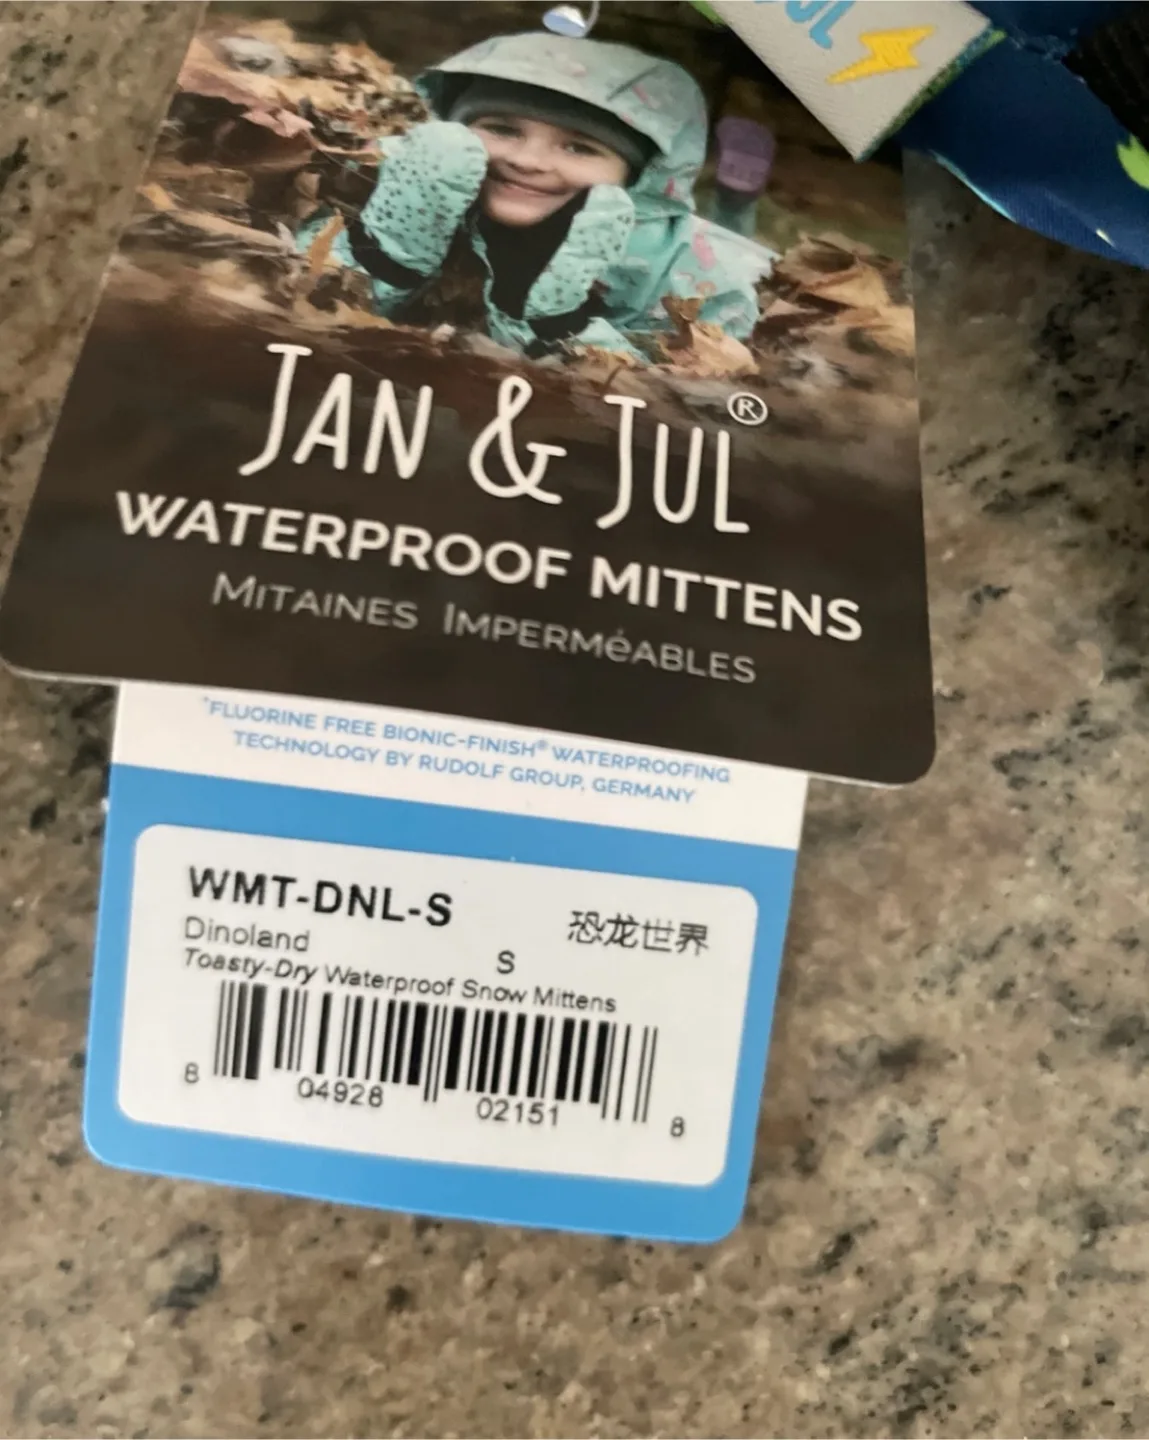 JUL
JAN & JUL®
WATERPROOF MITTENS
MITAINES IMPERMéABLES
*FLUORINE FREE BIONIC-FINISH® WATERPROOFING
TECHNOLOGY BY RUDOLF GROUP, GERMANY
WMT-DNL-S
恐龙世界
Dinoland
S
Toasty-Dry Waterproof Snow Mittens
8 04928 02151 8